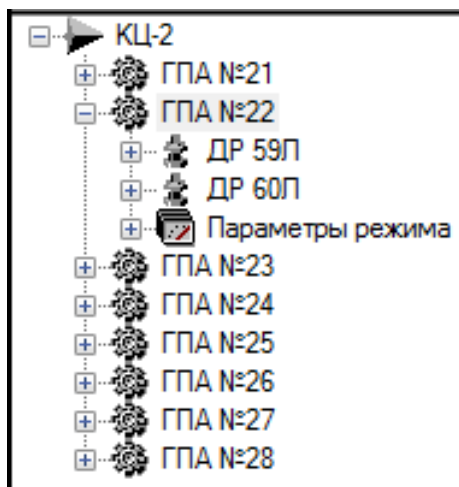 КЦ-2
ГПА №21
ГПА №22
ДР 59Л
ДР 60Л
Параметры режима
ГПА №23
ГПА №24
ГПА №25
ГПА №26
ГПА №27
ГПА №28